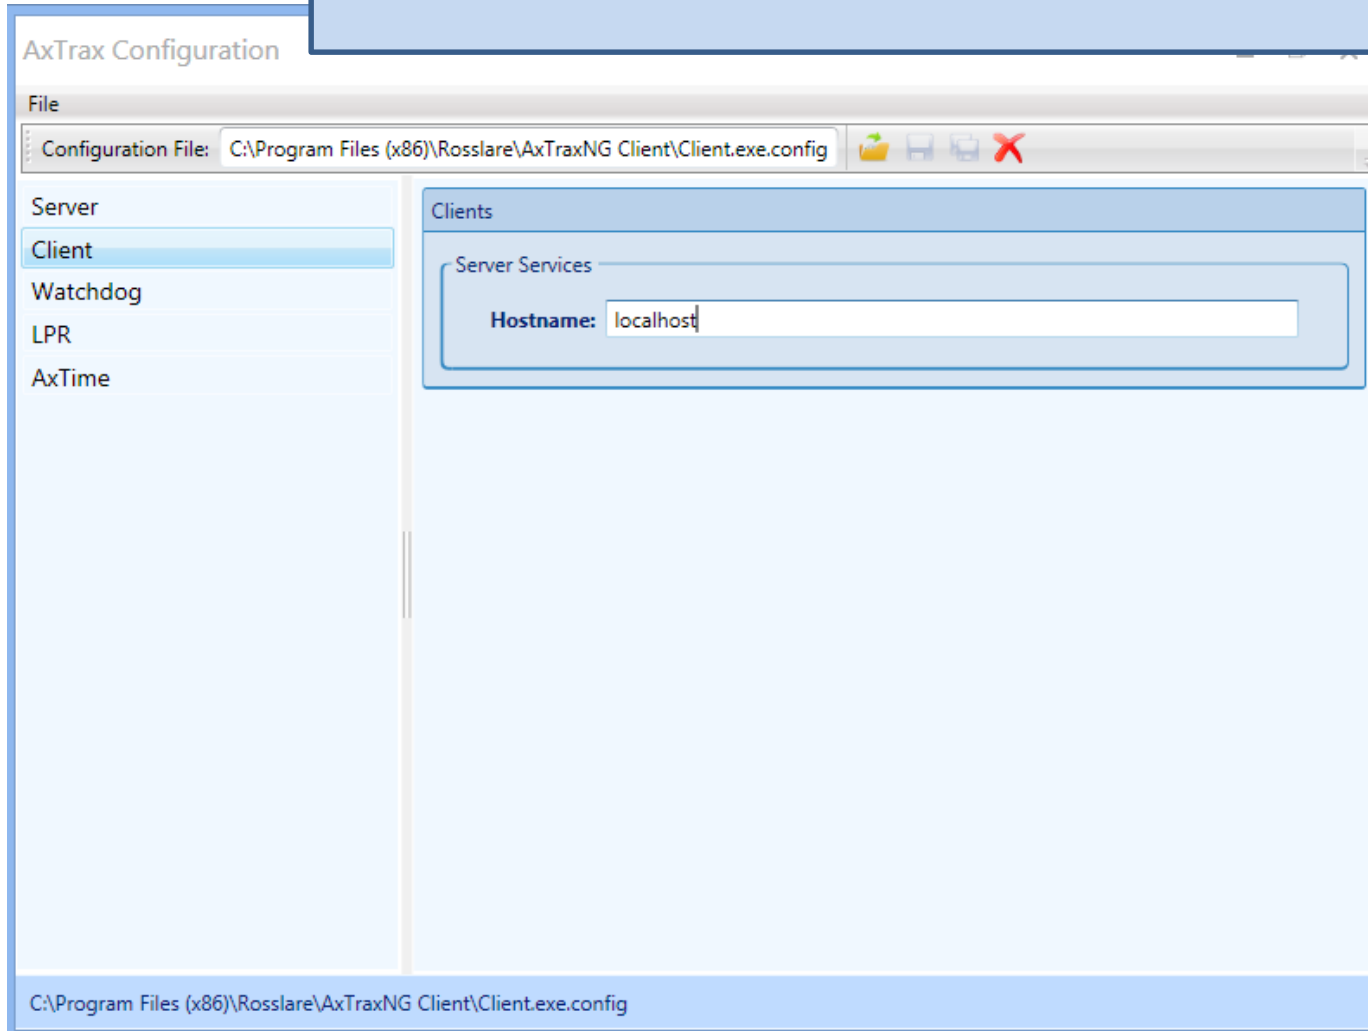 AxTrax Configuration
File
Configuration File: C:\Program Files (x86)\Rosslare\AxTraxNG Client\Client.exe.config
Server
Client
Watchdog
LPR
AxTime
Clients
Server Services
Hostname: localhost
C:\Program Files (x86)\Rosslare\AxTraxNG Client\Client.exe.config